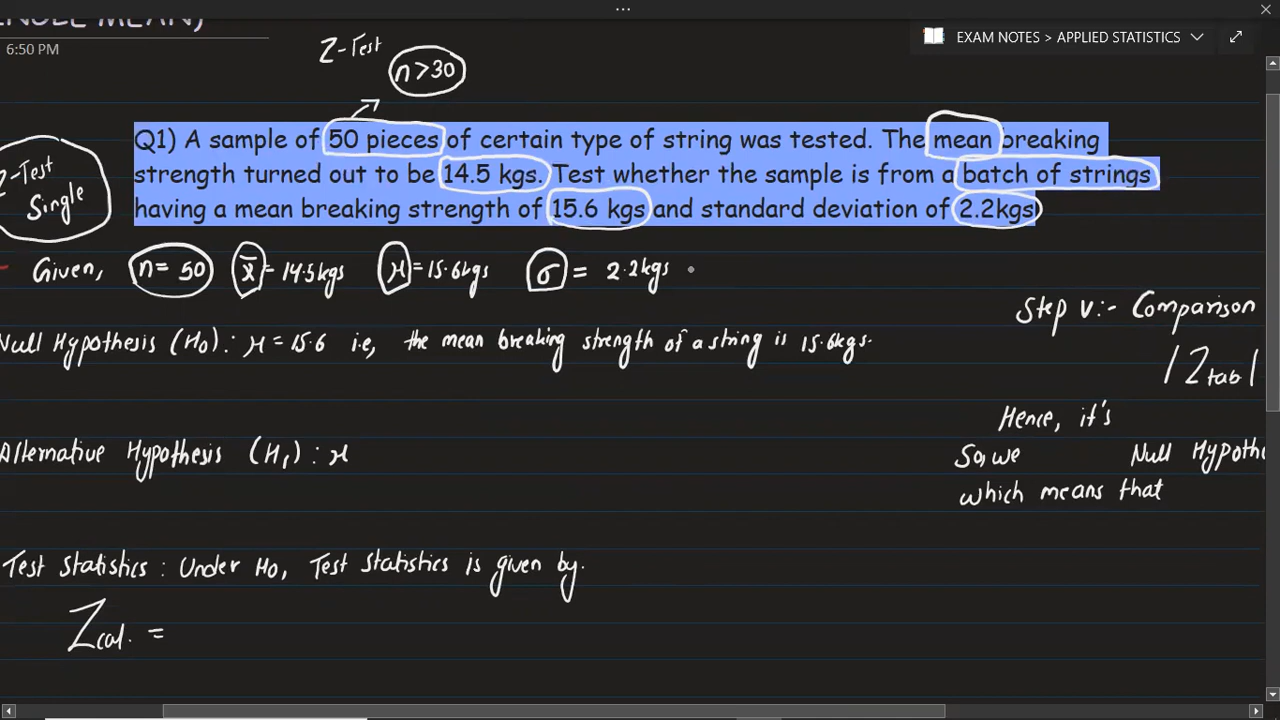 ENGLE MEAN)
6:50 PM
EXAM NOTES > APPLIED STATISTICS
Z-Test
n>30
Q1) A sample of 50 pieces of certain type of string was tested. The mean breaking
strength turned out to be 14.5 kgs. Test whether the sample is from a batch of strings
having a mean breaking strength of 15.6 kgs and standard deviation of 2.2kgs
Z-Test
Single
Given, n= 50 x̄ = 14.5kgs μ = 15.6kgs σ = 2.2kgs
Step V:- Comparison
Null Hypothesis (H0): μ = 15.6 i.e, the mean breaking strength of a string is 15.6kgs.
|Ztab|
Hence, it's
Alternative Hypothesis (H1) : μ
So, we Null Hypoth
which means that
Test Statistics : Under H0, Test Statistics is given by.
Zcal. =